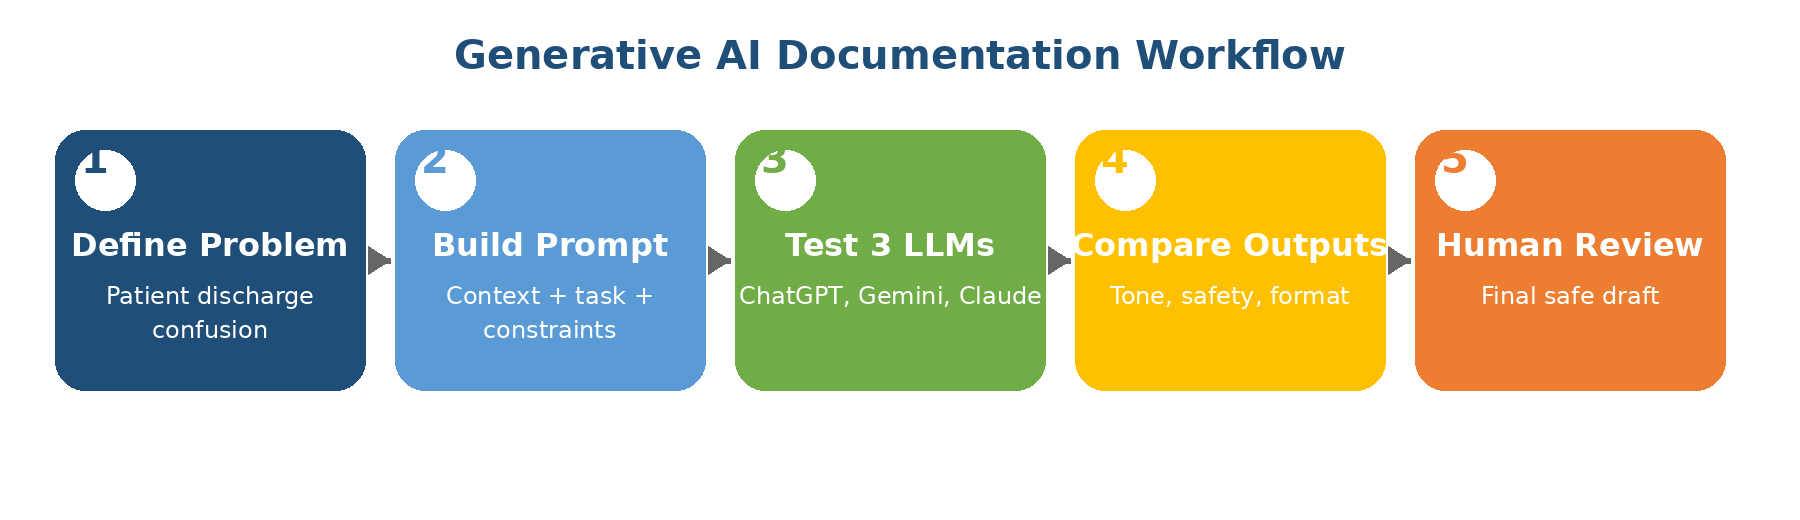 Generative AI Documentation Workflow
1
Define Problem
Patient discharge
confusion
2
Build Prompt
Context + task +
constraints
3
Test 3 LLMs
ChatGPT, Gemini, Claude
4
Compare Outputs
Tone, safety, format
5
Human Review
Final safe draft